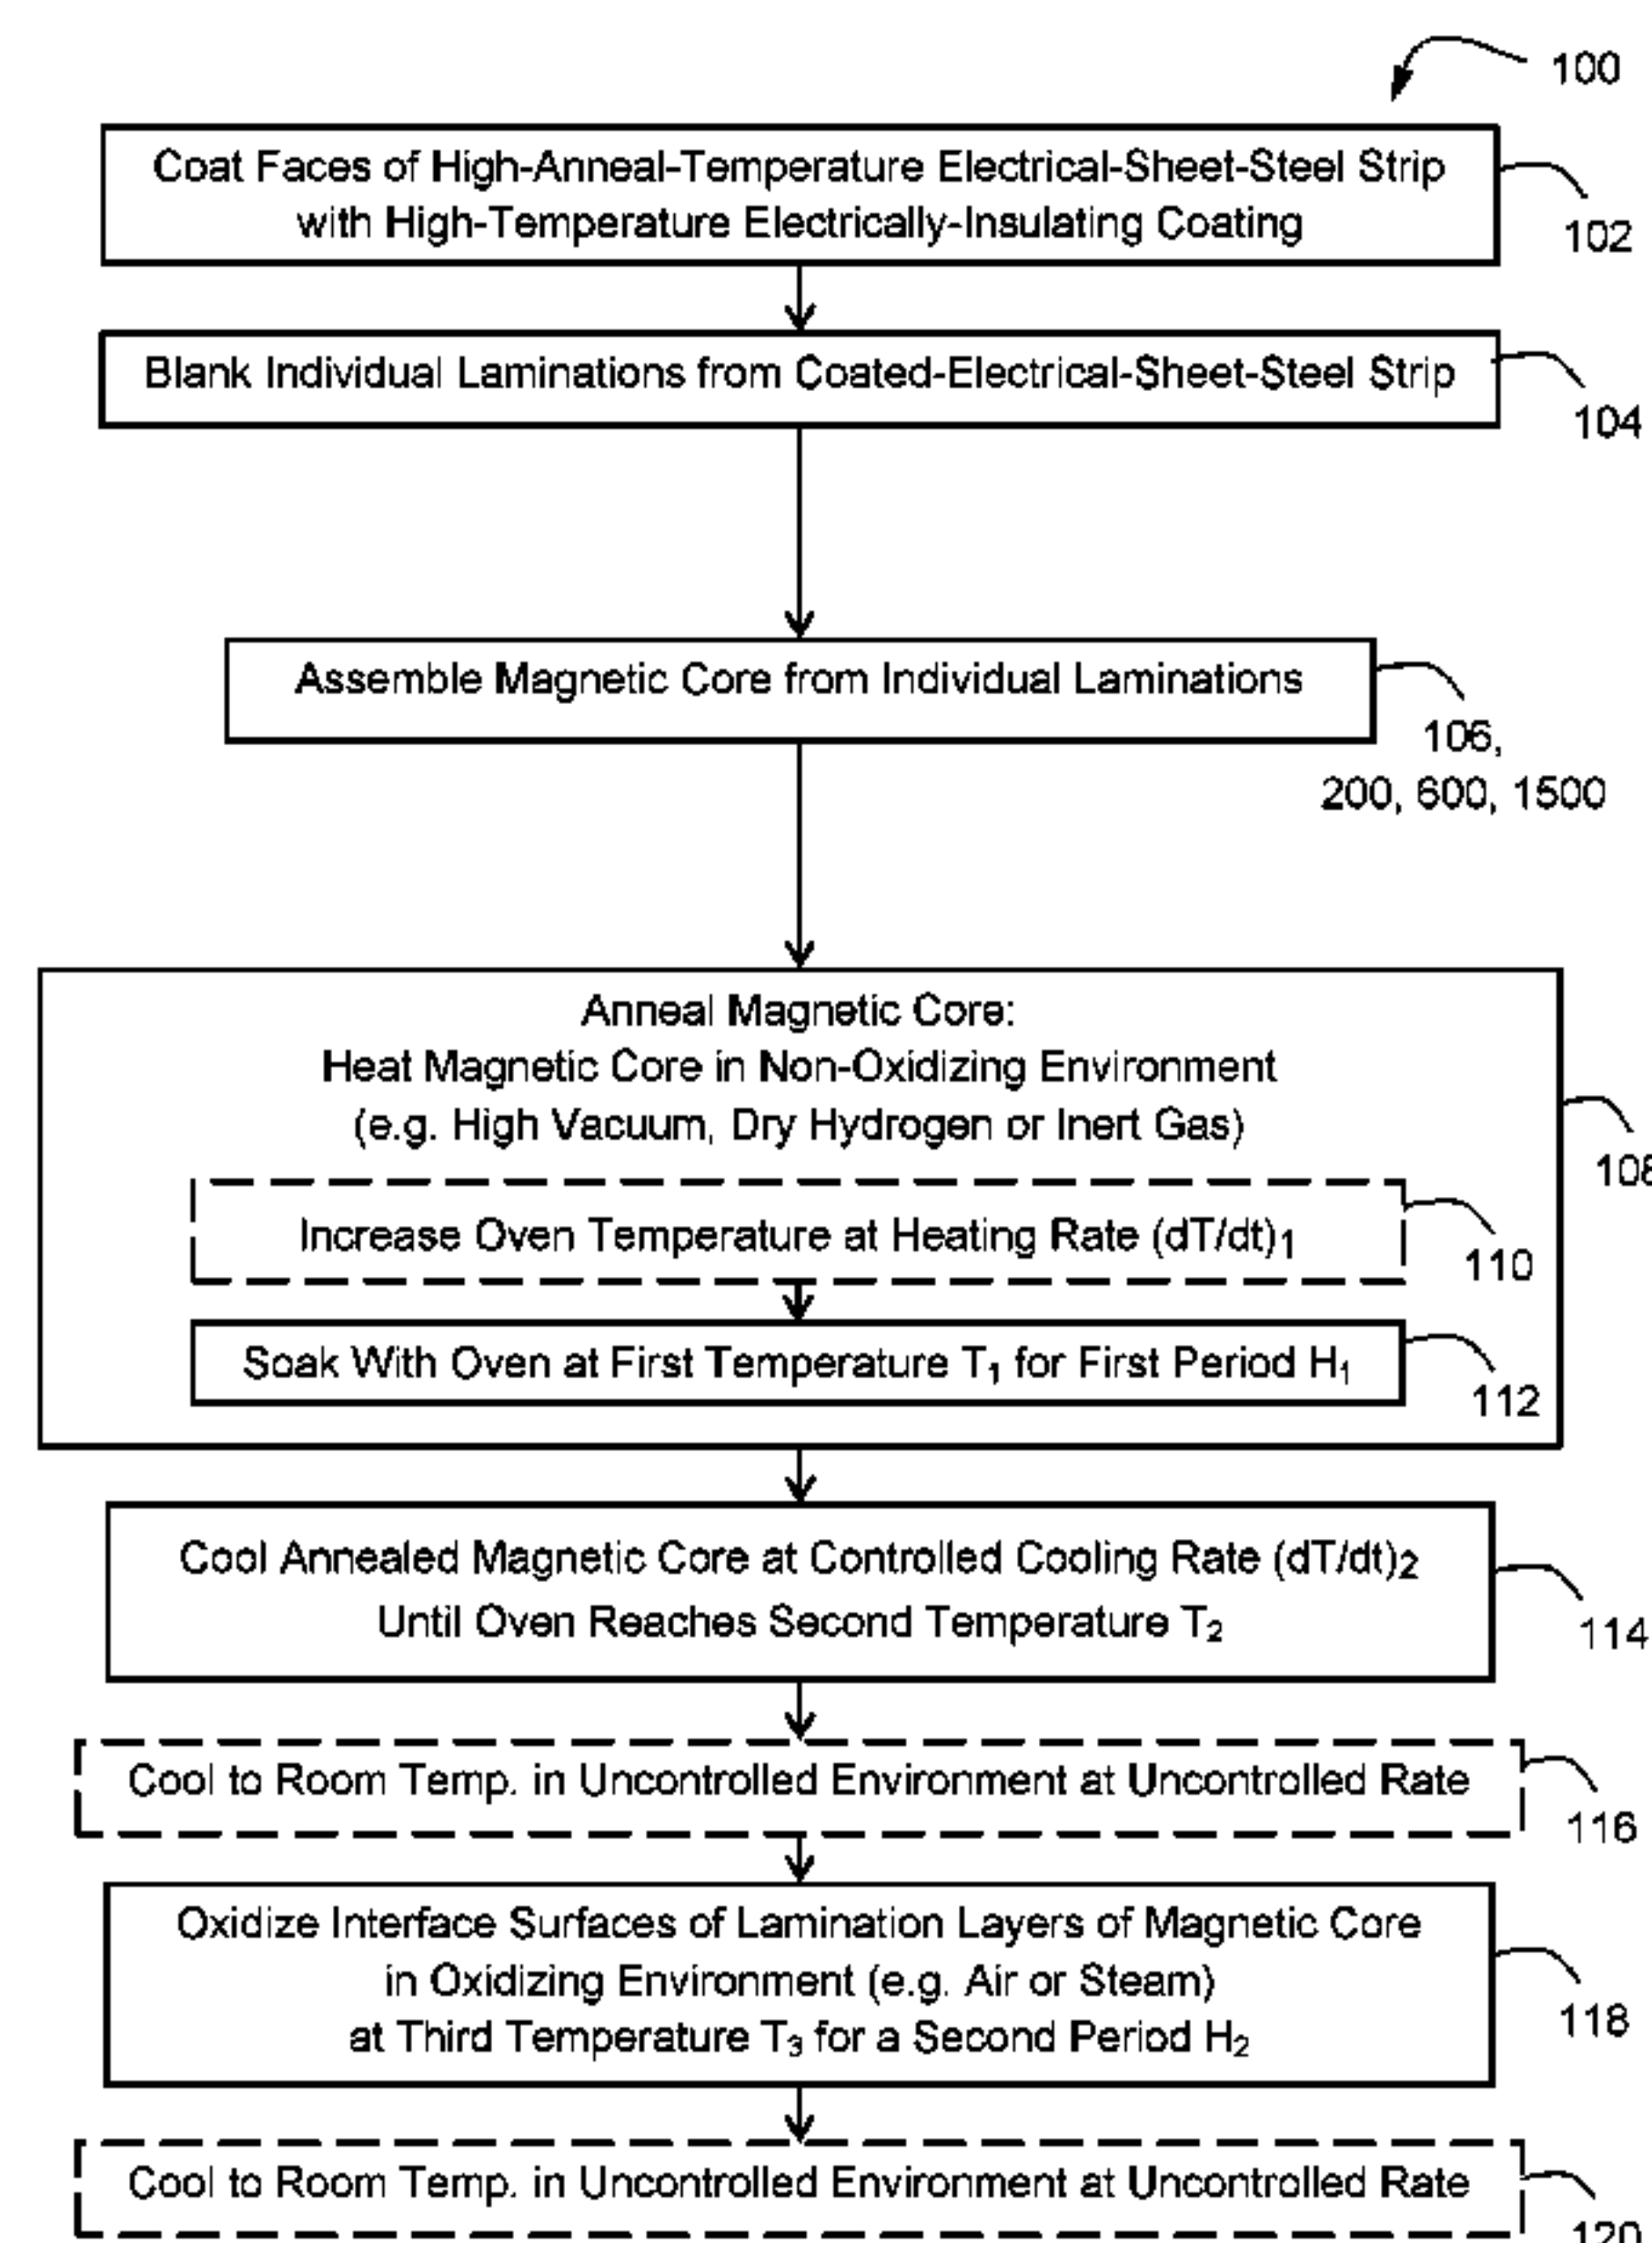 100
Coat Faces of High-Anneal-Temperature Electrical-Sheet-Steel Strip
with High-Temperature Electrically-Insulating Coating
102
Blank Individual Laminations from Coated-Electrical-Sheet-Steel Strip
104
Assemble Magnetic Core from Individual Laminations
106,
200, 600, 1500
Anneal Magnetic Core:
Heat Magnetic Core in Non-Oxidizing Environment
(e.g. High Vacuum, Dry Hydrogen or Inert Gas)
108
Increase Oven Temperature at Heating Rate (dT/dt)1
110
Soak With Oven at First Temperature T1 for First Period H1
112
Cool Annealed Magnetic Core at Controlled Cooling Rate (dT/dt)2
Until Oven Reaches Second Temperature T2
114
Cool to Room Temp. in Uncontrolled Environment at Uncontrolled Rate
116
Oxidize Interface Surfaces of Lamination Layers of Magnetic Core
in Oxidizing Environment (e.g. Air or Steam)
at Third Temperature T3 for a Second Period H2
118
Cool to Room Temp. in Uncontrolled Environment at Uncontrolled Rate
120